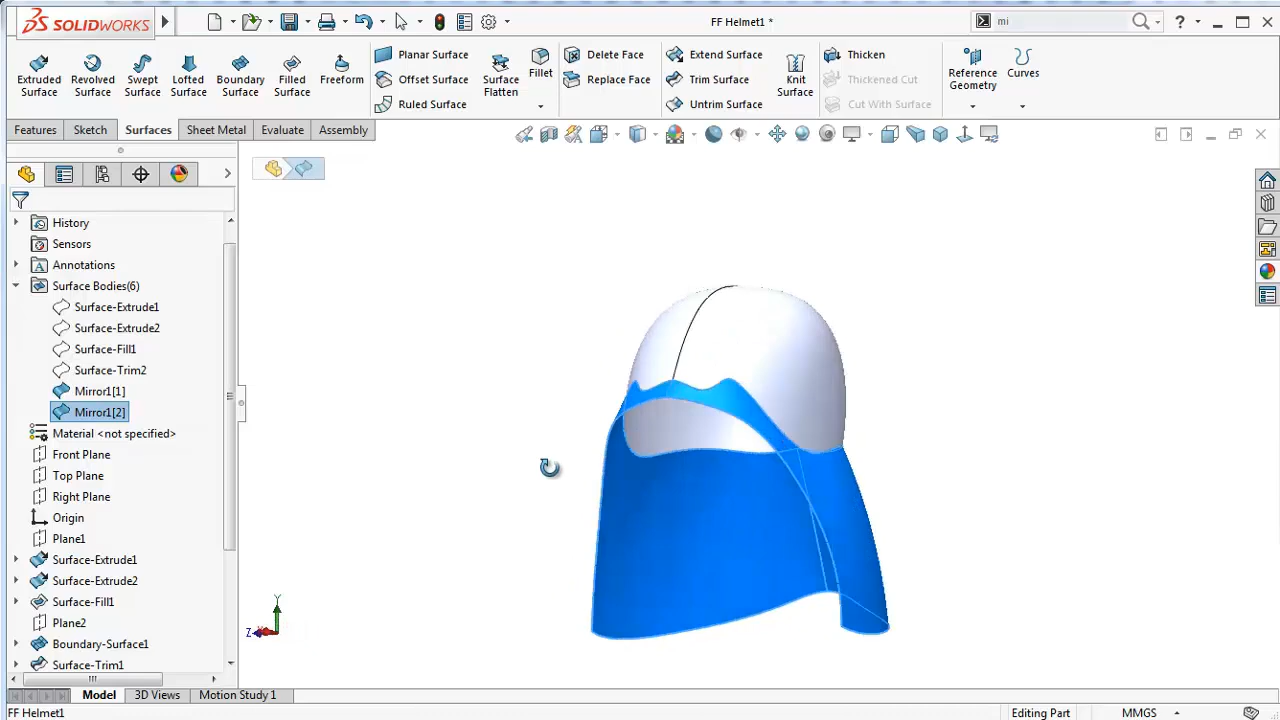 SOLIDWORKS
FF Helmet1 *
mi
Extruded Surface
Revolved Surface
Swept Surface
Lofted Surface
Boundary Surface
Filled Surface
Freeform
Planar Surface
Offset Surface
Ruled Surface
Surface Flatten
Fillet
Delete Face
Replace Face
Extend Surface
Trim Surface
Untrim Surface
Knit Surface
Thicken
Thickened Cut
Cut With Surface
Reference Geometry
Curves
Features
Sketch
Surfaces
Sheet Metal
Evaluate
Assembly
History
Sensors
Annotations
Surface Bodies(6)
Surface-Extrude1
Surface-Extrude2
Surface-Fill1
Surface-Trim2
Mirror1[1]
Mirror1[2]
Material <not specified>
Front Plane
Top Plane
Right Plane
Origin
Plane1
Surface-Extrude1
Surface-Extrude2
Surface-Fill1
Plane2
Boundary-Surface1
Surface-Trim1
Y
Z
Model
3D Views
Motion Study 1
FF Helmet1
Editing Part
MMGS